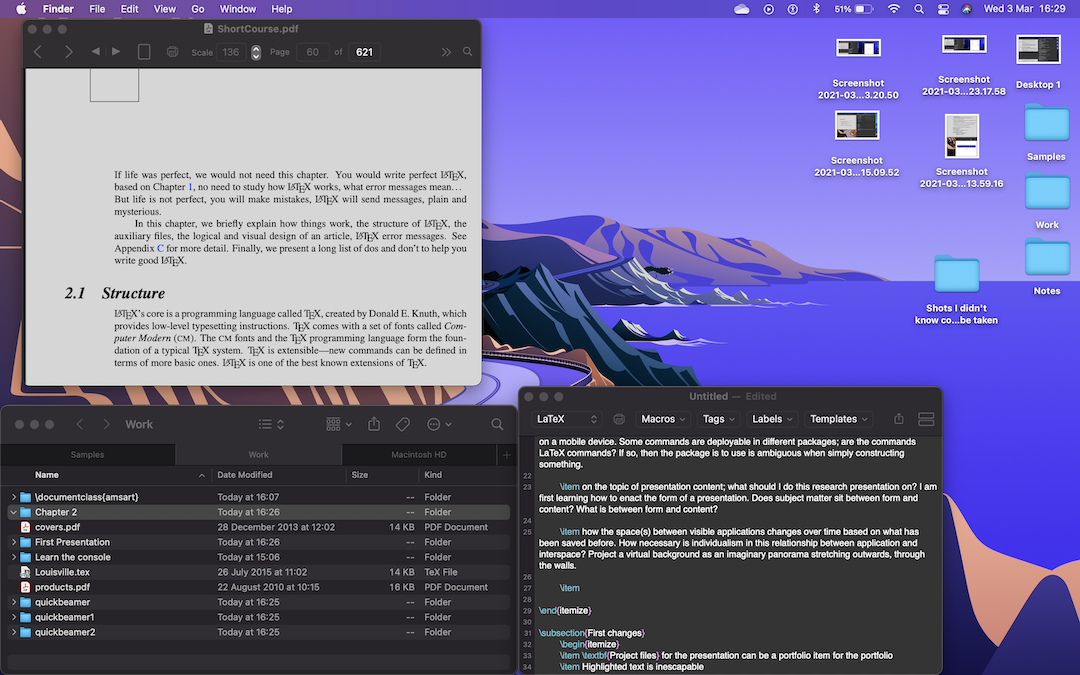 Finder File Edit View Go Window Help 51% Wed 3 Mar 16:29
ShortCourse.pdf
Scale 136 Page 60 of 621
If life was perfect, we would not need this chapter. You would write perfect LATEX,
based on Chapter 1, no need to study how LATEX works, what error messages mean...
But life is not perfect, you will make mistakes, LATEX will send messages, plain and
mysterious.
In this chapter, we briefly explain how things work, the structure of LATEX, the
auxiliary files, the logical and visual design of an article, LATEX error messages. See
Appendix C for more detail. Finally, we present a long list of dos and don't to help you
write good LATEX.
2.1 Structure
LATEX's core is a programming language called TEX, created by Donald E. Knuth, which
provides low-level typesetting instructions. TEX comes with a set of fonts called Com-
puter Modern (CM). The CM fonts and the TEX programming language form the foun-
dation of a typical TEX system. TEX is extensible—new commands can be defined in
terms of more basic ones. LATEX is one of the best known extensions of TEX.
Screenshot
2021-03...3.20.50
Screenshot
2021-03...23.17.58
Desktop 1
Screenshot
2021-03...15.09.52
Screenshot
2021-03...13.59.16
Samples
Work
Notes
Shots I didn't
know co...be taken
Work
Samples Work Macintosh HD
Name Date Modified Size Kind
\documentclass{amsart} Today at 16:07 -- Folder
Chapter 2 Today at 16:26 -- Folder
covers.pdf 28 December 2013 at 12:02 14 KB PDF Document
First Presentation Today at 16:26 -- Folder
Learn the console Today at 15:06 -- Folder
Louisville.tex 26 July 2015 at 11:02 14 KB TeX File
products.pdf 22 August 2010 at 10:15 16 KB PDF Document
quickbeamer Today at 16:25 -- Folder
quickbeamer1 Today at 16:25 -- Folder
quickbeamer2 Today at 16:25 -- Folder
Untitled — Edited
LaTeX Macros Tags Labels Templates
on a mobile device. Some commands are deployable in different packages; are the commands
LaTeX commands? If so, then the package is to use is ambiguous when simply constructing
something.
22
23 \item on the topic of presentation content; what should I do this research presentation on? I am
first learning how to enact the form of a presentation. Does subject matter sit between form and
content? What is between form and content?
24
25 \item how the space(s) between visible applications changes over time based on what has
been saved before. How necessary is individualism in this relationship between application and
interspace? Project a virtual background as an imaginary panorama stretching outwards, through
the walls.
26
27 \item
28
29 \end{itemize}
30
31 \subsection{First changes}
32 \begin{itemize}
33 \item \textbf{Project files} for the presentation can be a portfolio item for the portfolio
34 \item Highlighted text is inescapable